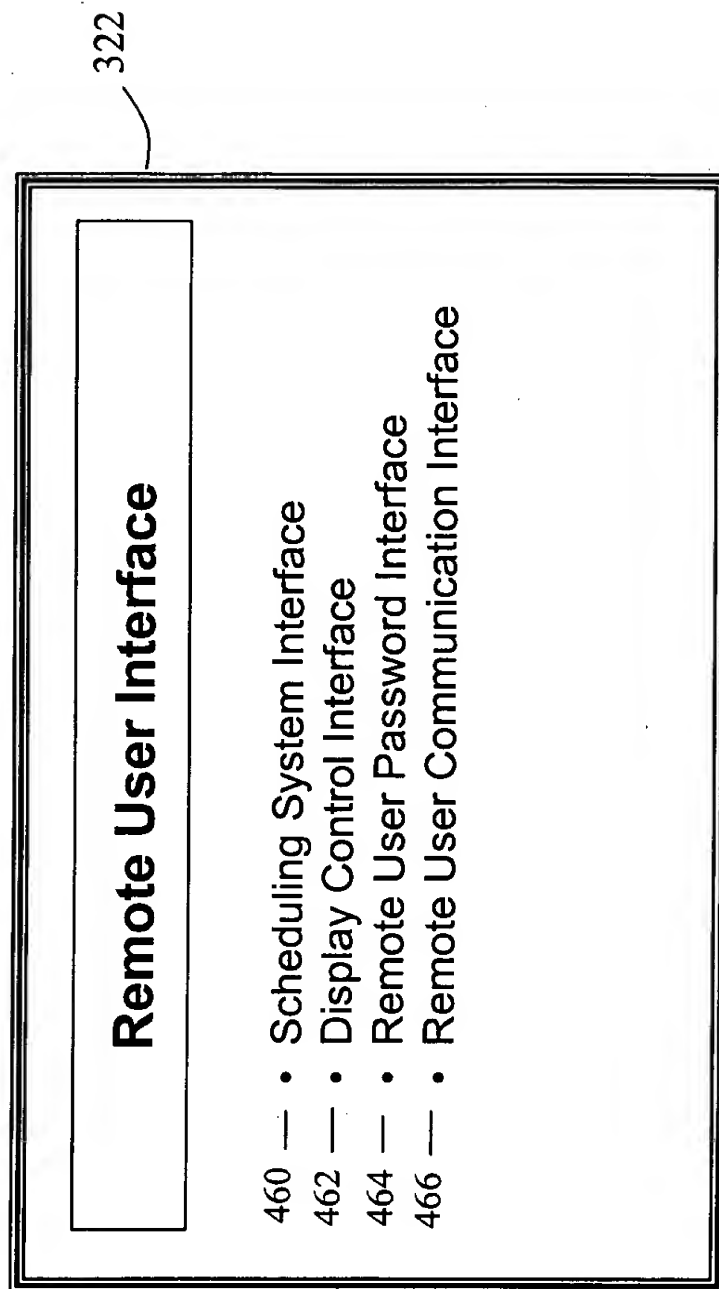 322
Remote User Interface
460 — • Scheduling System Interface
462 — • Display Control Interface
464 — • Remote User Password Interface
466 — • Remote User Communication Interface